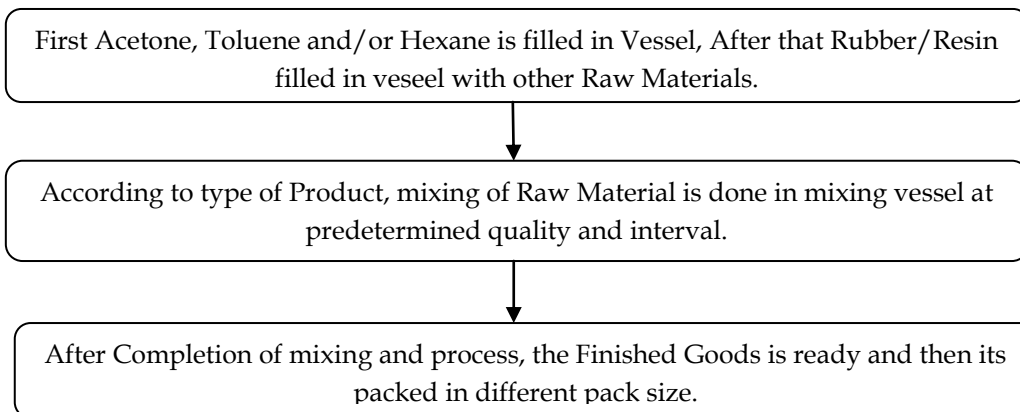 First Acetone, Toluene and/or Hexane is filled in Vessel, After that Rubber/Resin
filled in veseel with other Raw Materials.
According to type of Product, mixing of Raw Material is done in mixing vessel at
predetermined quality and interval.
After Completion of mixing and process, the Finished Goods is ready and then its
packed in different pack size.